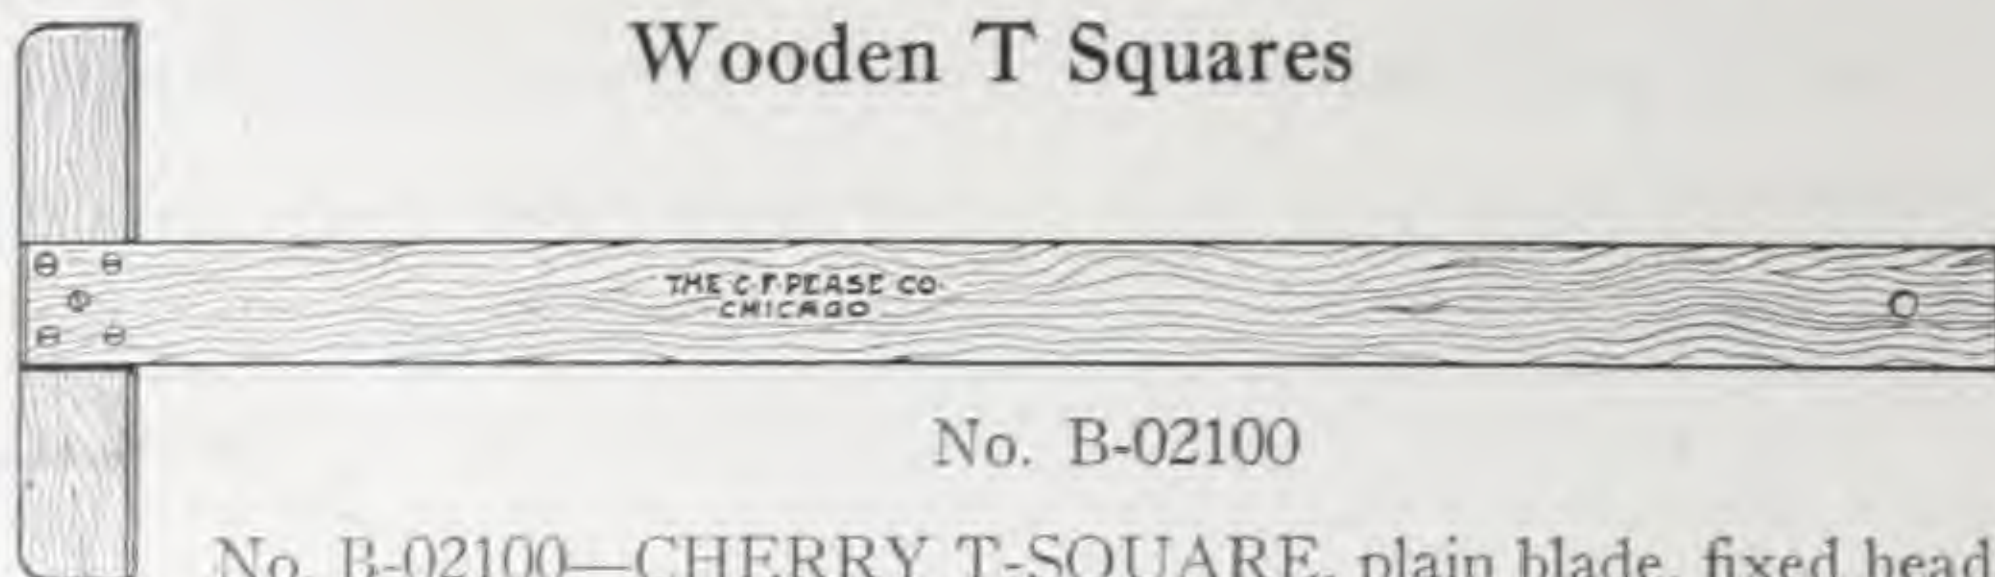 Wooden T Squares
THE C.F. PEASE CO.
CHICAGO
No. B-02100
No. B-02100—CHERRY T-SQUARE, plain blade, fixed head